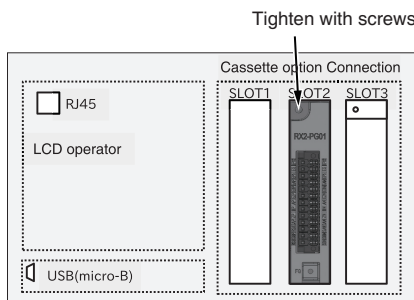 Tighten with screws
Cassette option Connection
SLOT1 SLOT2 SLOT3
RJ45
RX2-PG01
LCD operator
USB(micro-B)